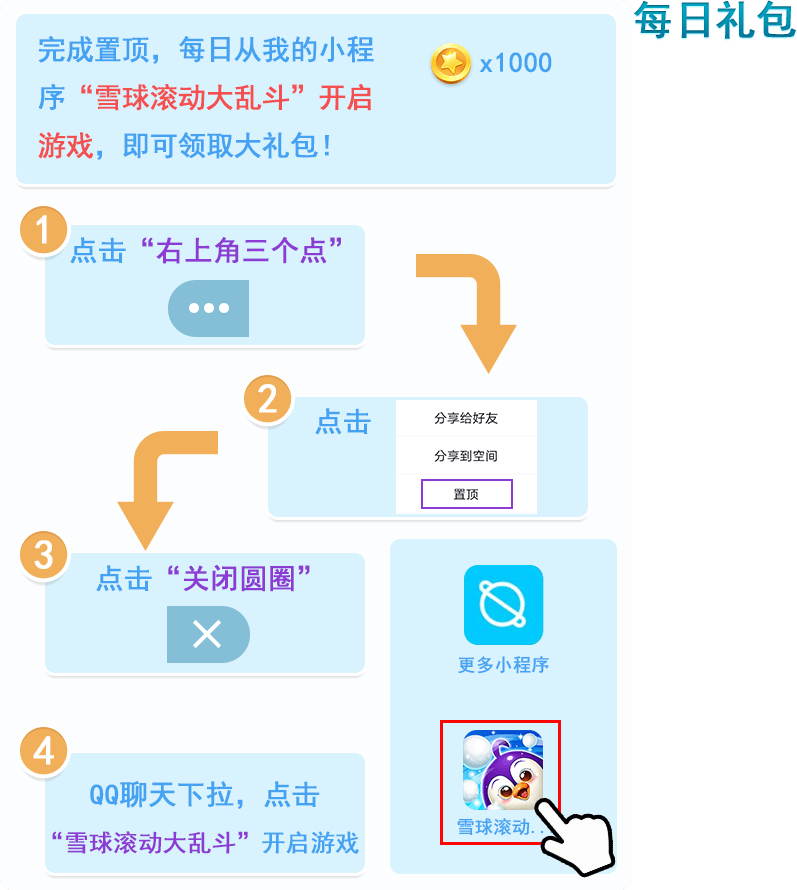 每日礼包
完成置顶，每日从我的小程
序“雪球滚动大乱斗”开启
游戏，即可领取大礼包！
x1000
1
点击“右上角三个点”
2
点击
分享给好友
分享到空间
置顶
3
点击“关闭圆圈”
更多小程序
4
QQ聊天下拉，点击
“雪球滚动大乱斗”开启游戏
雪球滚动...